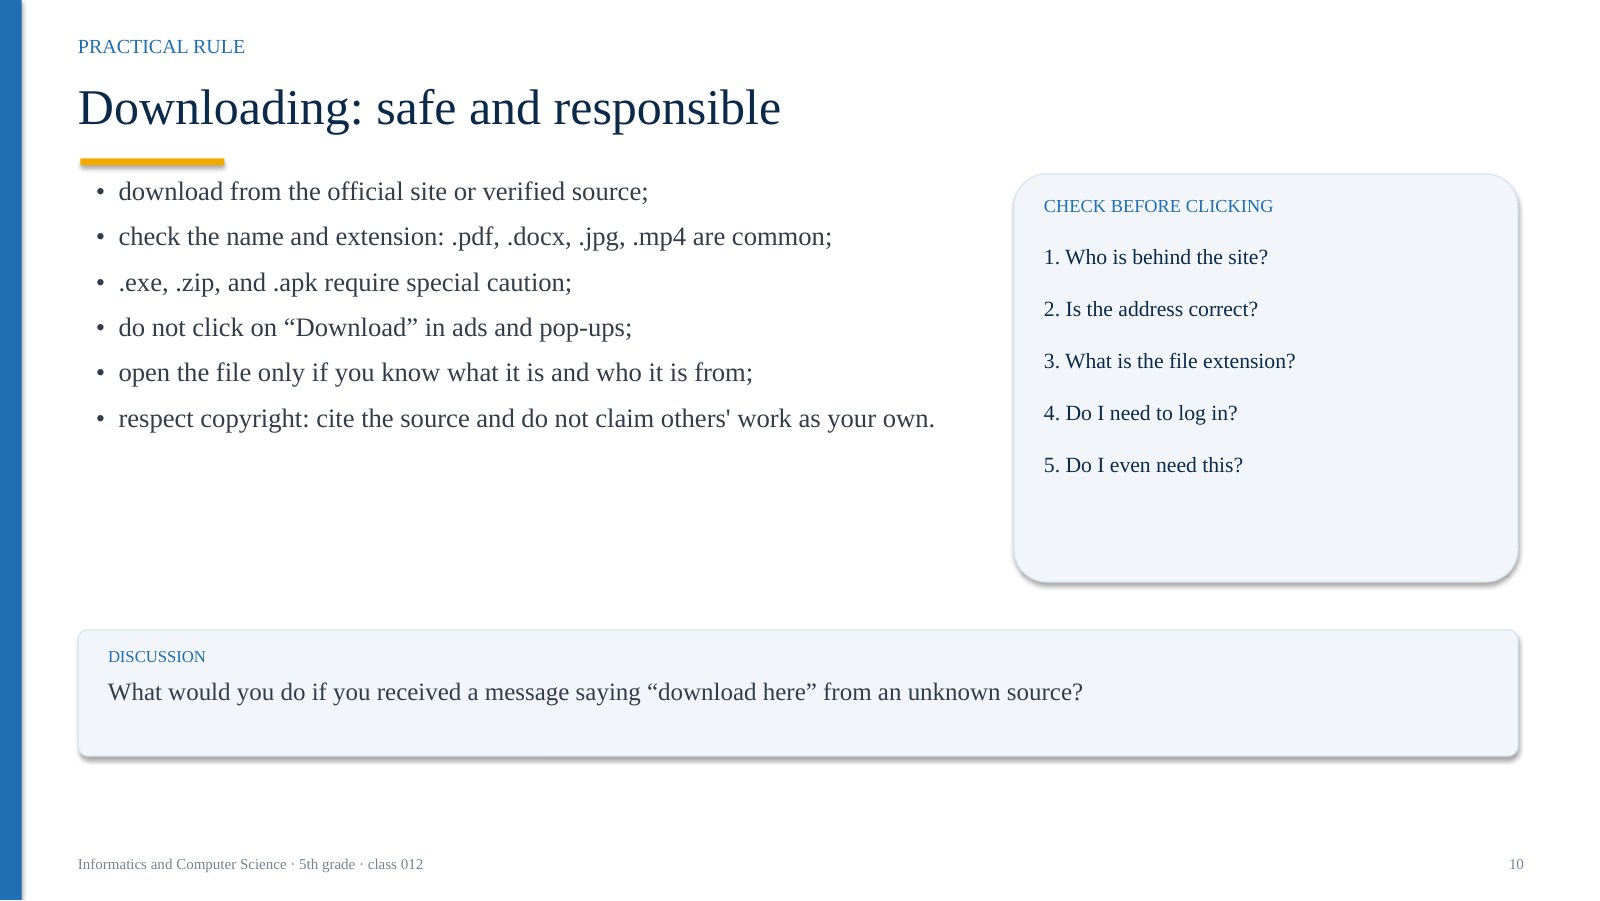 PRACTICAL RULE
Downloading: safe and responsible
• download from the official site or verified source;
• check the name and extension: .pdf, .docx, .jpg, .mp4 are common;
• .exe, .zip, and .apk require special caution;
• do not click on “Download” in ads and pop-ups;
• open the file only if you know what it is and who it is from;
• respect copyright: cite the source and do not claim others' work as your own.
CHECK BEFORE CLICKING
1. Who is behind the site?
2. Is the address correct?
3. What is the file extension?
4. Do I need to log in?
5. Do I even need this?
DISCUSSION
What would you do if you received a message saying “download here” from an unknown source?
Informatics and Computer Science · 5th grade · class 012
10